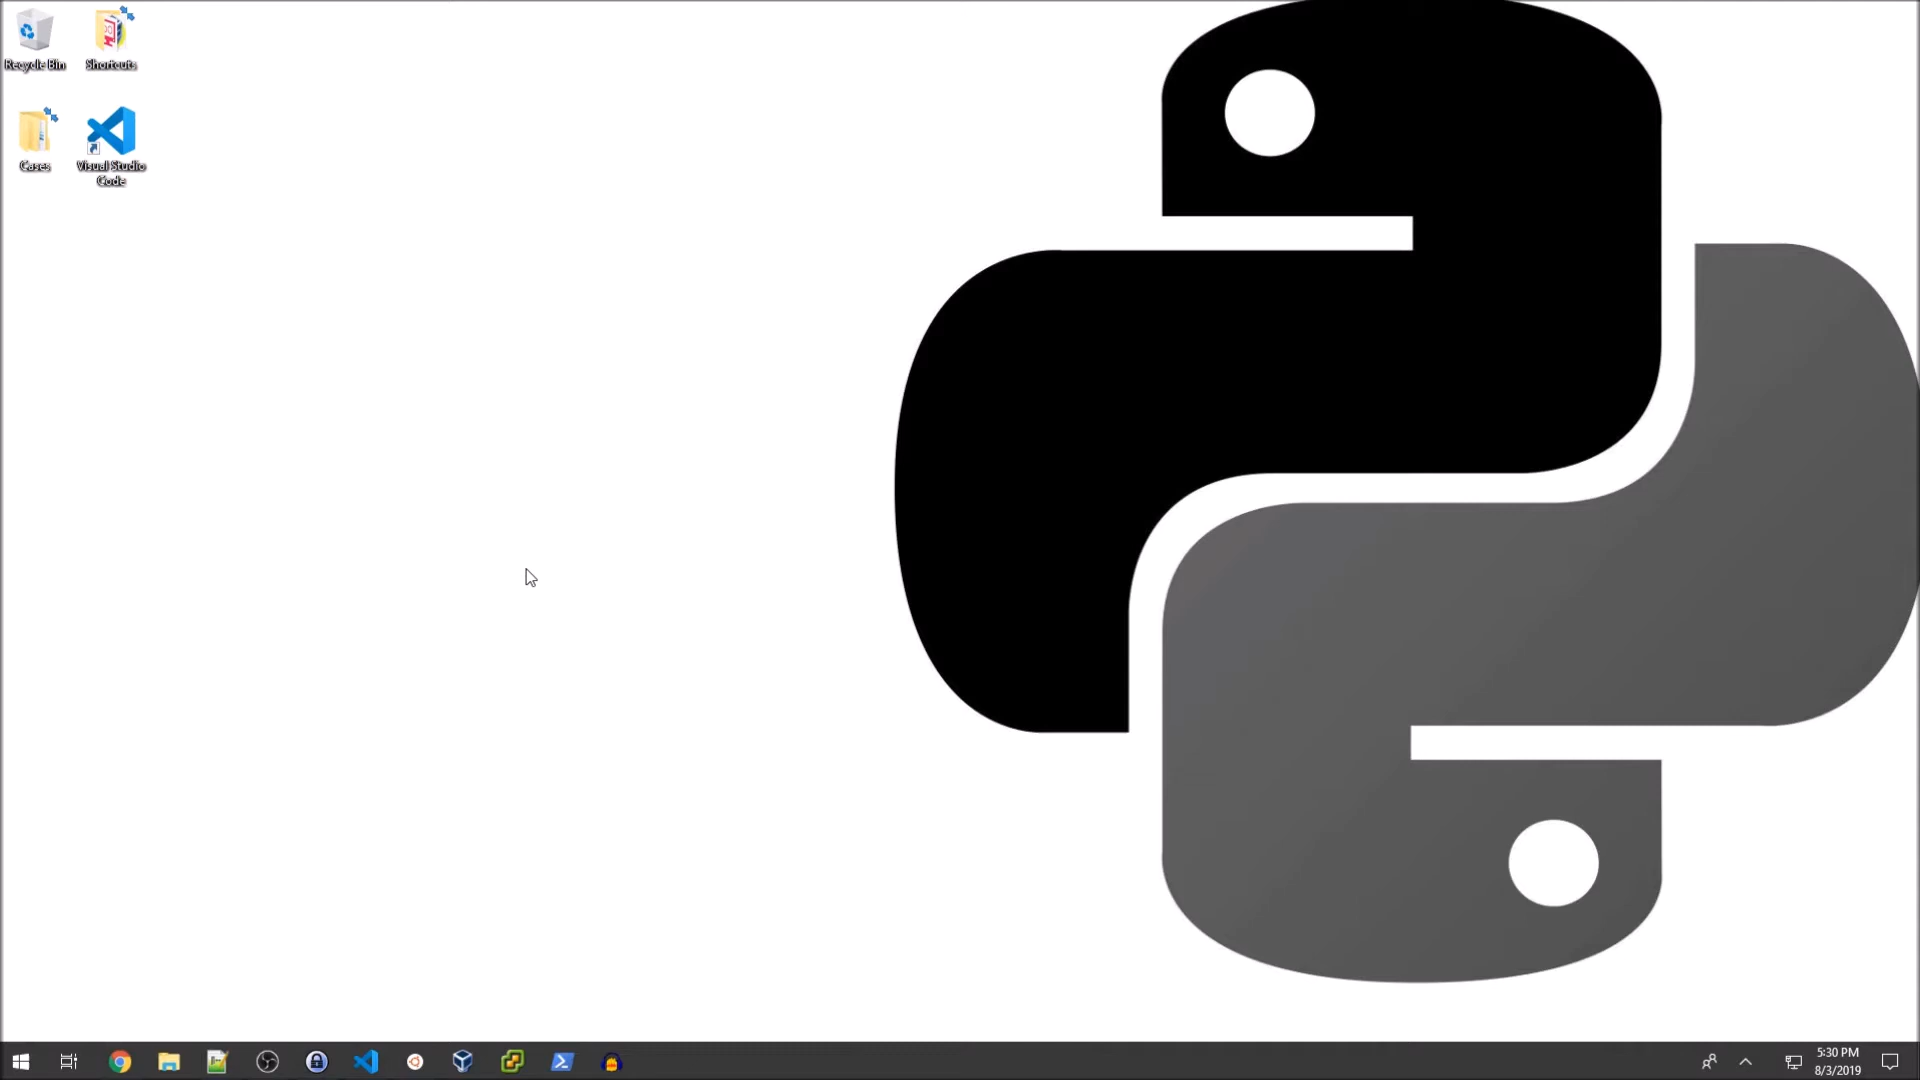 Recycle Bin
Shortcuts
Cases
Visual Studio
Code
5:30 PM
8/3/2019